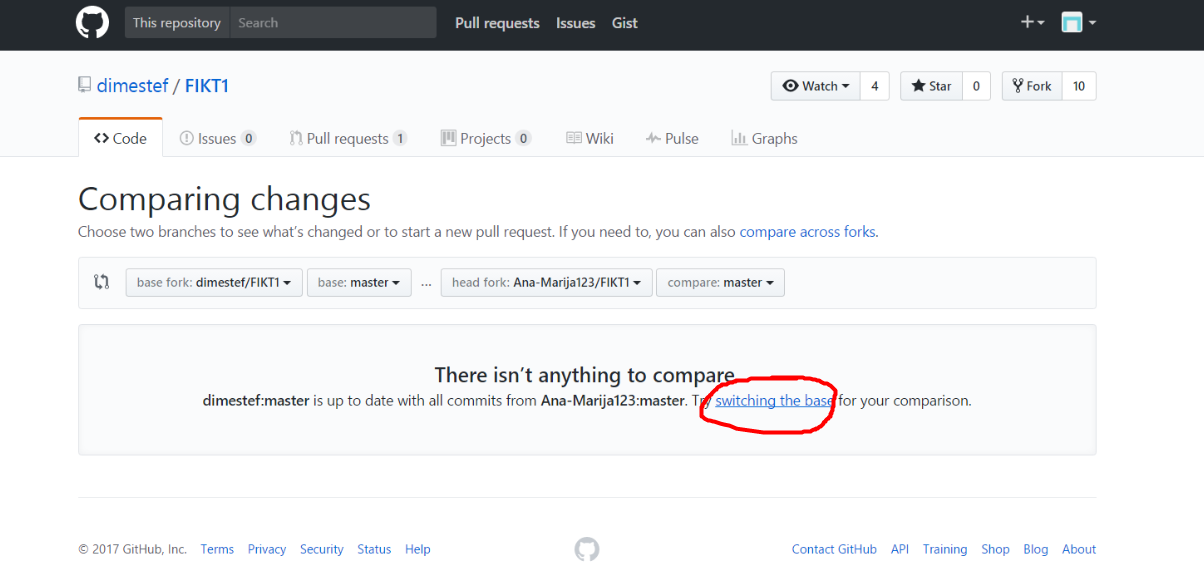 This repository Search Pull requests Issues Gist
dimestef / FIKT1 Watch 4 Star 0 Fork 10
Code Issues 0 Pull requests 1 Projects 0 Wiki Pulse Graphs
Comparing changes
Choose two branches to see what's changed or to start a new pull request. If you need to, you can also compare across forks.
base fork: dimestef/FIKT1 base: master ... head fork: Ana-Marija123/FIKT1 compare: master
There isn't anything to compare.
dimestef:master is up to date with all commits from Ana-Marija123:master. Try switching the base for your comparison.
© 2017 GitHub, Inc. Terms Privacy Security Status Help Contact GitHub API Training Shop Blog About